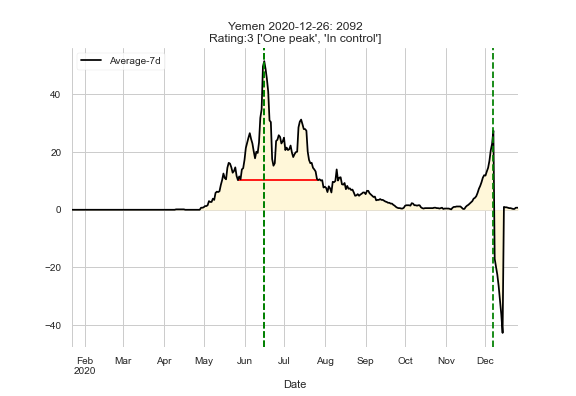 Yemen 2020-12-26: 2092
Rating:3 ['One peak', 'In control']
Average-7d
40
20
0
−20
−40
Feb Mar Apr May Jun Jul Aug Sep Oct Nov Dec
2020
Date